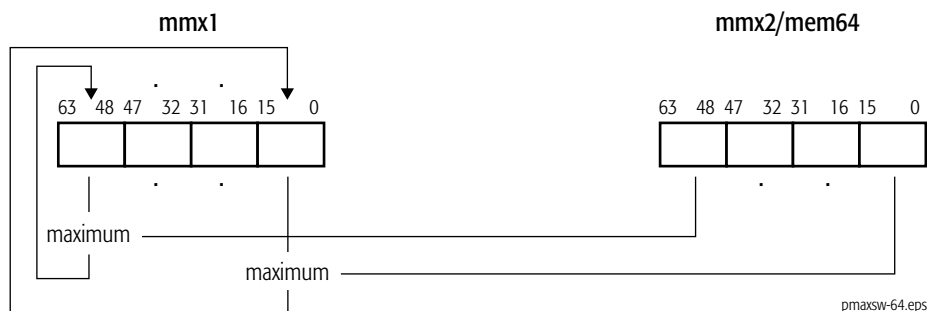 mmx1 mmx2/mem64
. . 
63 48 47 32 31 16 15 0 63 48 47 32 31 16 15 0
. . . .
maximum
maximum
pmaxsw-64.eps